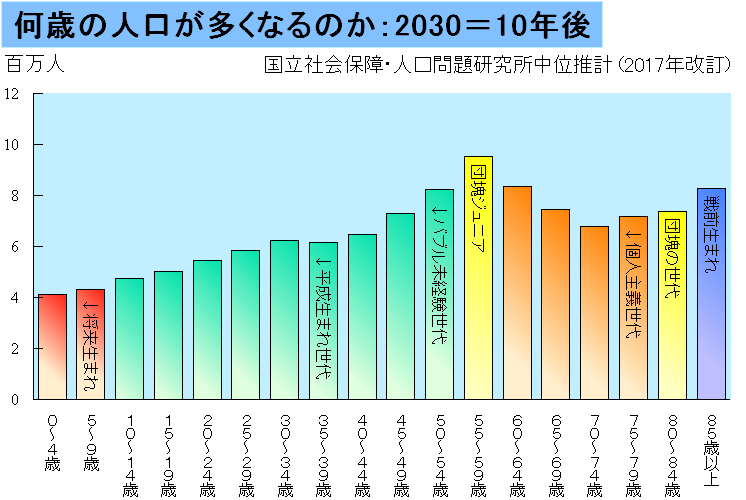 何歳の人口が多くなるのか:2030=10年後
百万人
国立社会保障・人口問題研究所中位推計(2017年改訂)
12
10
8
6
4
2
0
↓将来生まれ
↓平成生まれ世代
↓バブル未経験世代
団塊ジュニア
↓個人主義世代
団塊の世代
戦前生まれ
0~4歳
5~9歳
10~14歳
15~19歳
20~24歳
25~29歳
30~34歳
35~39歳
40~44歳
45~49歳
50~54歳
55~59歳
60~64歳
65~69歳
70~74歳
75~79歳
80~84歳
85歳以上